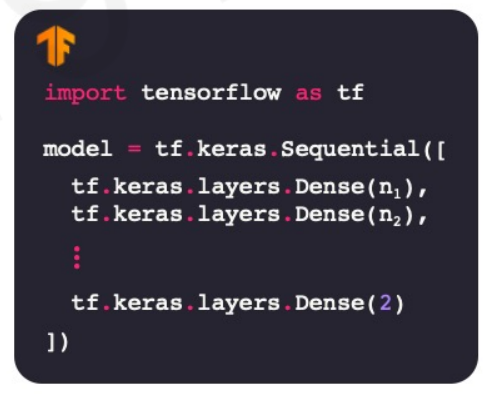 import tensorflow as tf
model = tf.keras.Sequential([
tf.keras.layers.Dense(n₁),
tf.keras.layers.Dense(n₂),
⋮
tf.keras.layers.Dense(2)
])